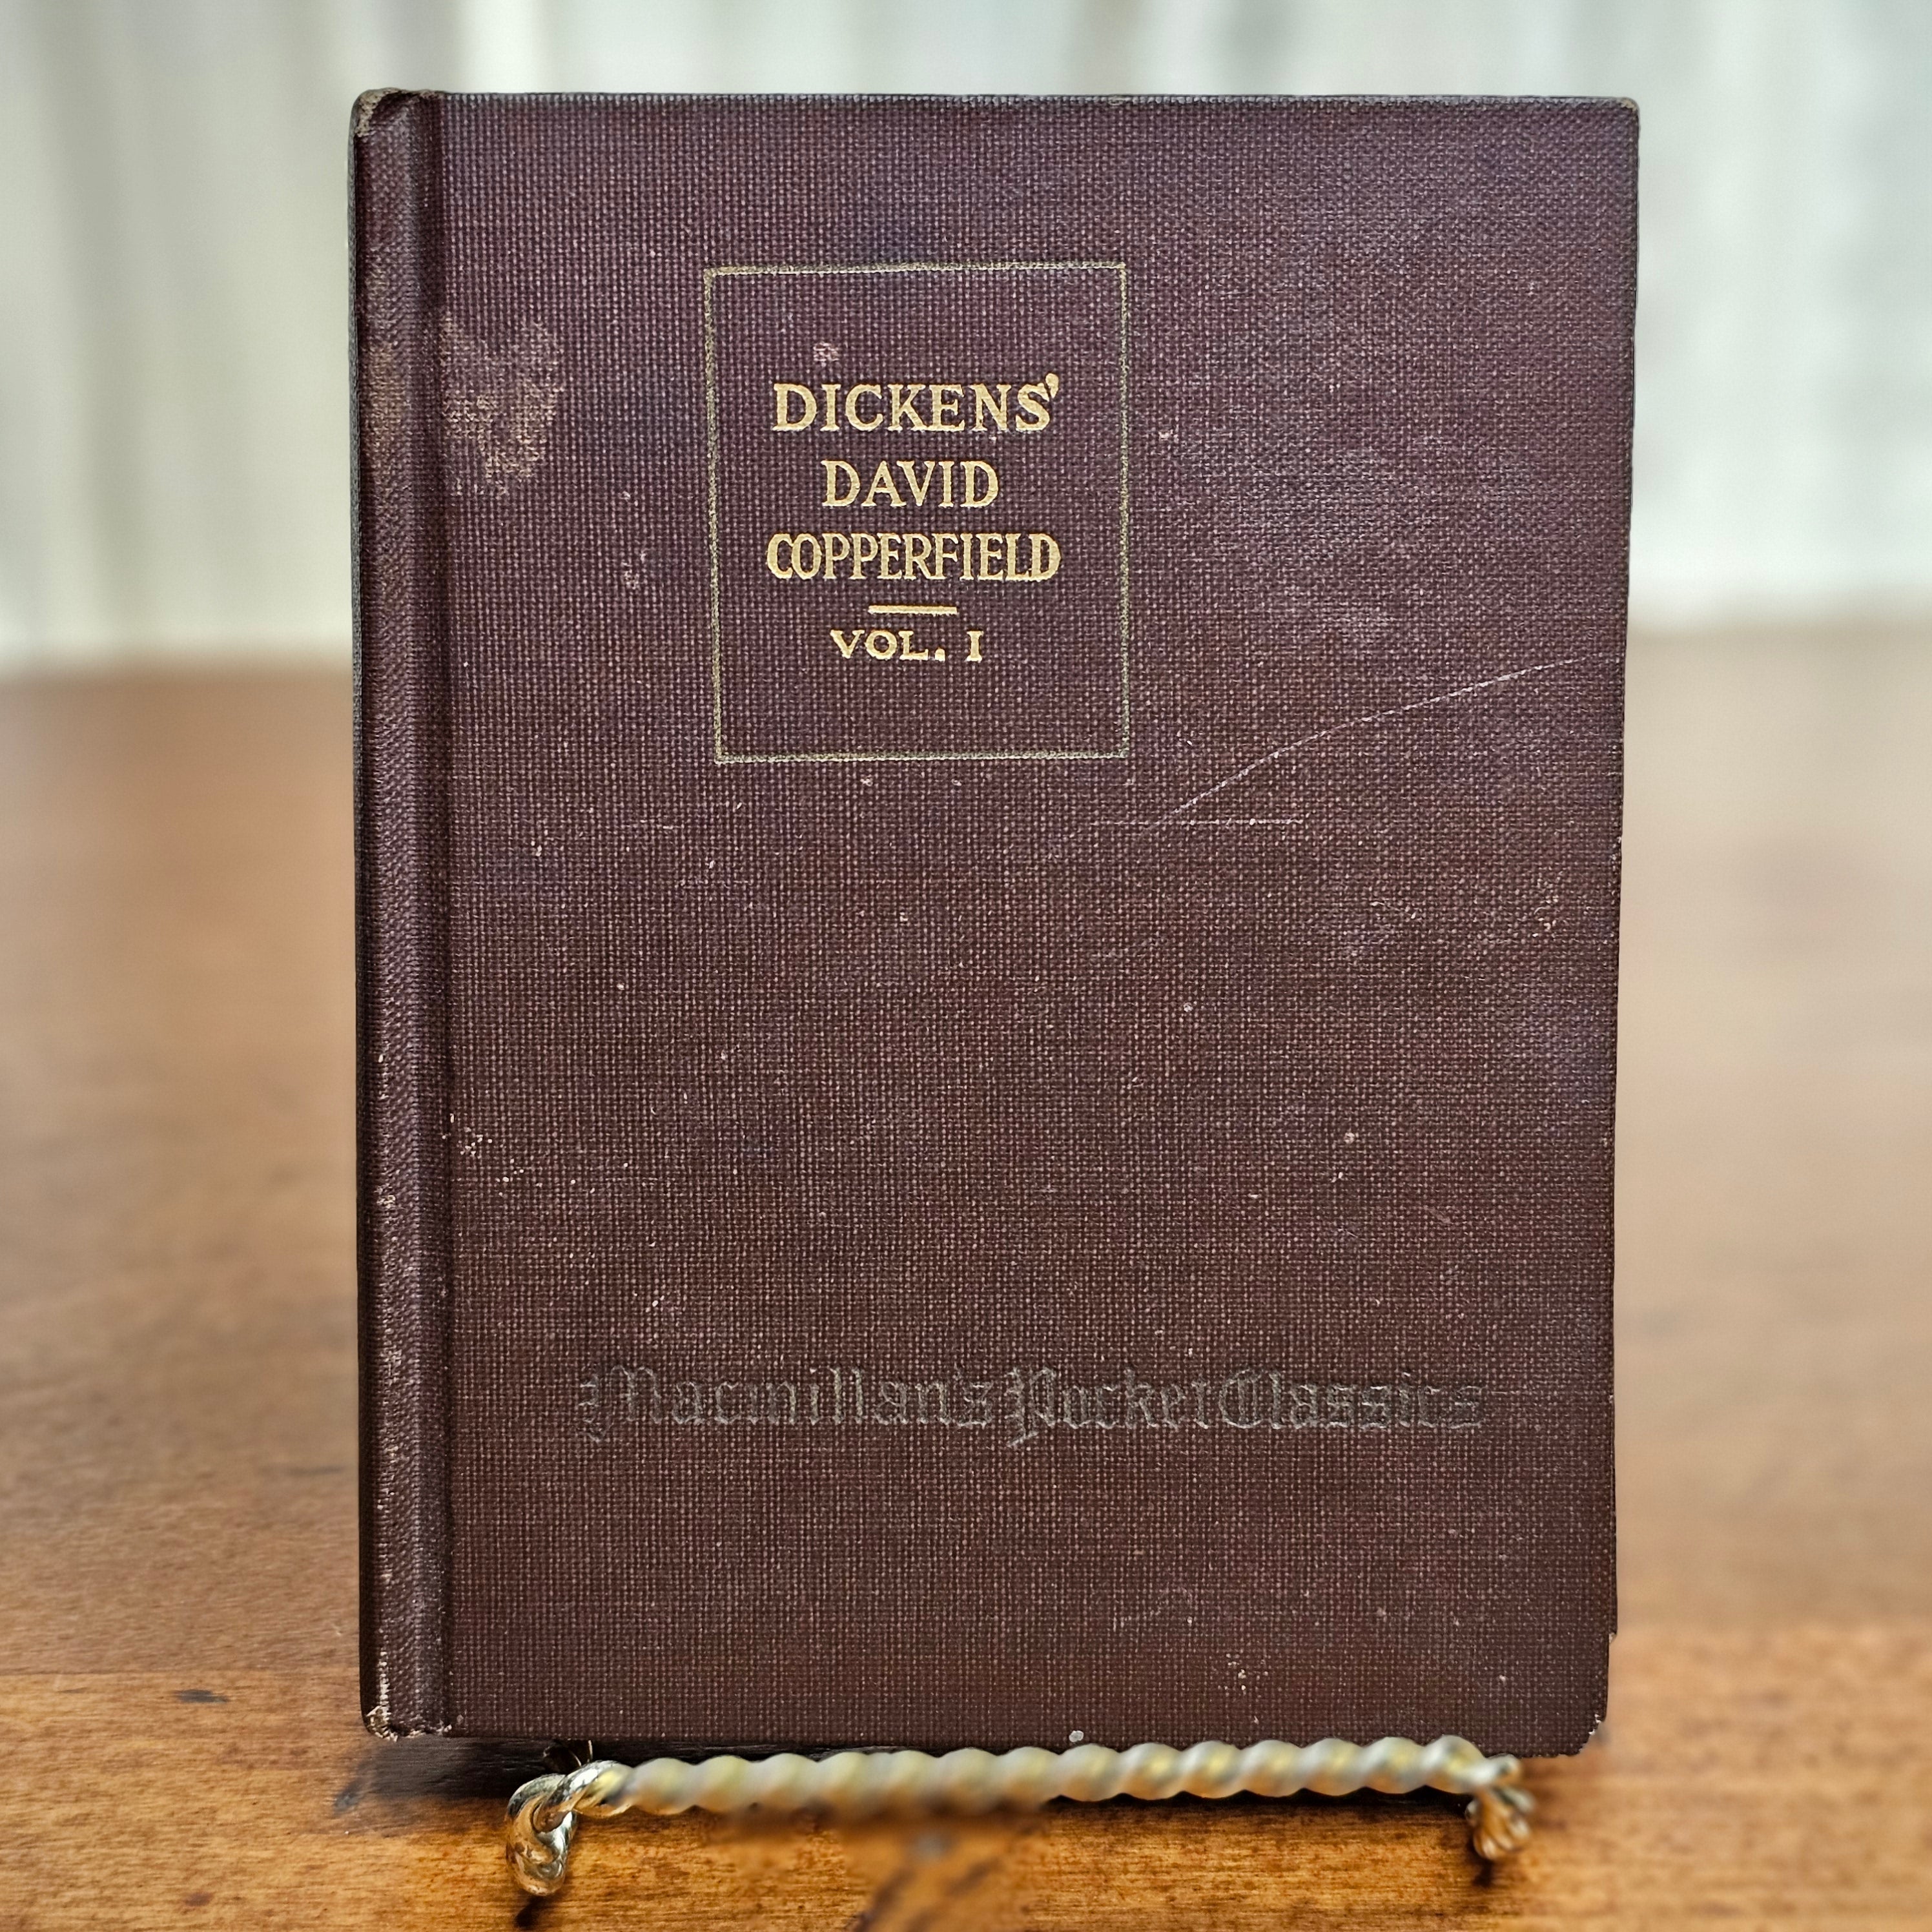 DICKENS'
DAVID
COPPERFIELD
VOL. I
Macmillan's Pocket Classics